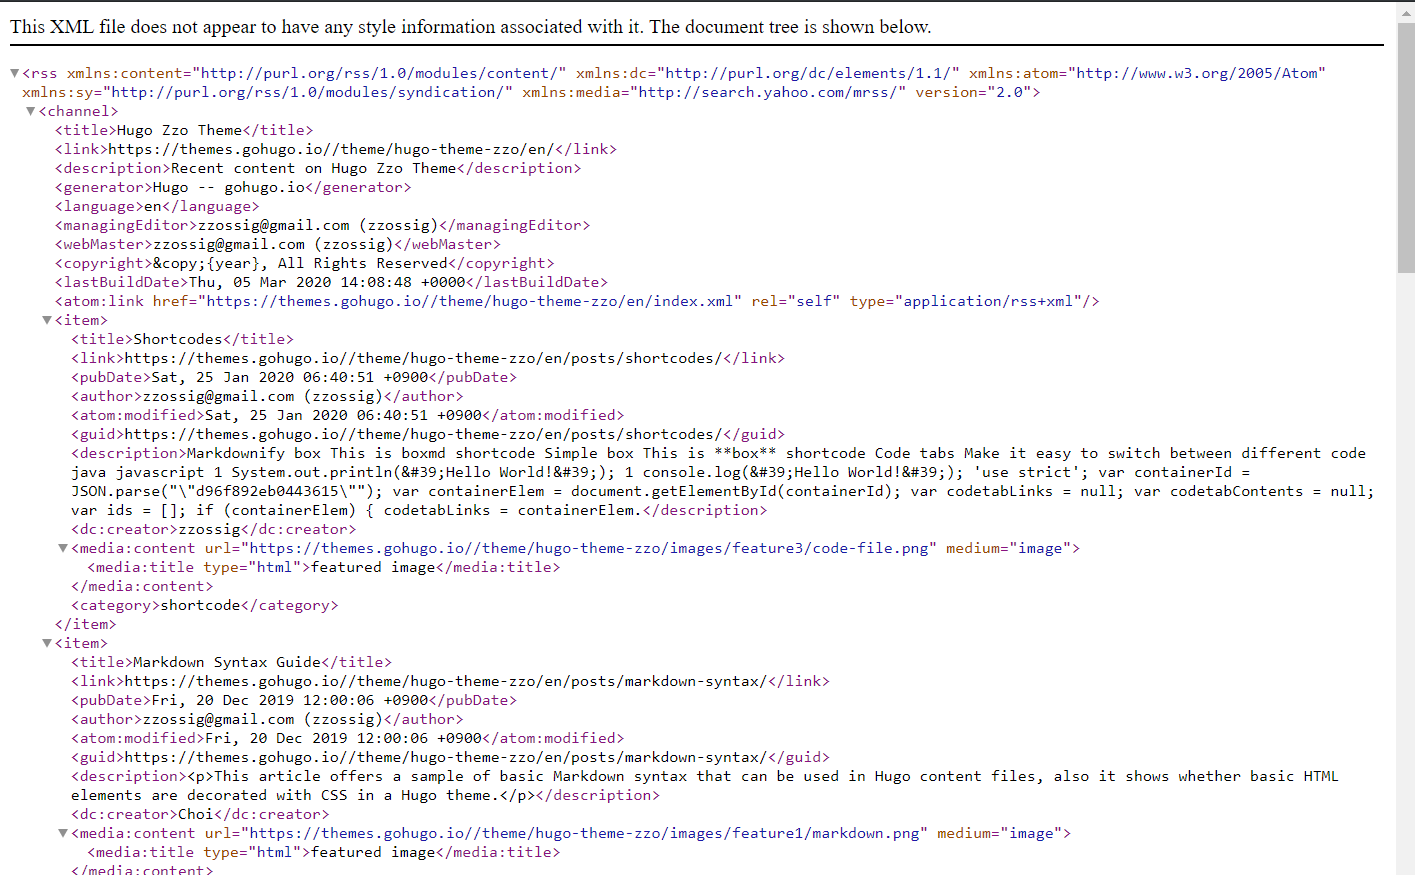 This XML file does not appear to have any style information associated with it. The document tree is shown below.
▼<rss xmlns:content="http://purl.org/rss/1.0/modules/content/" xmlns:dc="http://purl.org/dc/elements/1.1/" xmlns:atom="http://www.w3.org/2005/Atom"
xmlns:sy="http://purl.org/rss/1.0/modules/syndication/" xmlns:media="http://search.yahoo.com/mrss/" version="2.0">
▼<channel>
<title>Hugo Zzo Theme</title>
<link>https://themes.gohugo.io//theme/hugo-theme-zzo/en/</link>
<description>Recent content on Hugo Zzo Theme</description>
<generator>Hugo -- gohugo.io</generator>
<language>en</language>
<managingEditor>zzossig@gmail.com (zzossig)</managingEditor>
<webMaster>zzossig@gmail.com (zzossig)</webMaster>
<copyright>&copy;{year}, All Rights Reserved</copyright>
<lastBuildDate>Thu, 05 Mar 2020 14:08:48 +0000</lastBuildDate>
<atom:link href="https://themes.gohugo.io//theme/hugo-theme-zzo/en/index.xml" rel="self" type="application/rss+xml"/>
▼<item>
<title>Shortcodes</title>
<link>https://themes.gohugo.io//theme/hugo-theme-zzo/en/posts/shortcodes/</link>
<pubDate>Sat, 25 Jan 2020 06:40:51 +0900</pubDate>
<author>zzossig@gmail.com (zzossig)</author>
<atom:modified>Sat, 25 Jan 2020 06:40:51 +0900</atom:modified>
<guid>https://themes.gohugo.io//theme/hugo-theme-zzo/en/posts/shortcodes/</guid>
<description>Markdownify box This is boxmd shortcode Simple box This is **box** shortcode Code tabs Make it easy to switch between different code
java javascript 1 System.out.println(&#39;Hello World!&#39;); 1 console.log(&#39;Hello World!&#39;); 'use strict'; var containerId =
JSON.parse("\"d96f892eb0443615\""); var containerElem = document.getElementById(containerId); var codetabLinks = null; var codetabContents = null;
var ids = []; if (containerElem) { codetabLinks = containerElem.</description>
<dc:creator>zzossig</dc:creator>
▼<media:content url="https://themes.gohugo.io//theme/hugo-theme-zzo/images/feature3/code-file.png" medium="image">
<media:title type="html">featured image</media:title>
</media:content>
<category>shortcode</category>
</item>
▼<item>
<title>Markdown Syntax Guide</title>
<link>https://themes.gohugo.io//theme/hugo-theme-zzo/en/posts/markdown-syntax/</link>
<pubDate>Fri, 20 Dec 2019 12:00:06 +0900</pubDate>
<author>zzossig@gmail.com (zzossig)</author>
<atom:modified>Fri, 20 Dec 2019 12:00:06 +0900</atom:modified>
<guid>https://themes.gohugo.io//theme/hugo-theme-zzo/en/posts/markdown-syntax/</guid>
<description><p>This article offers a sample of basic Markdown syntax that can be used in Hugo content files, also it shows whether basic HTML
elements are decorated with CSS in a Hugo theme.</p></description>
<dc:creator>Choi</dc:creator>
▼<media:content url="https://themes.gohugo.io//theme/hugo-theme-zzo/images/feature1/markdown.png" medium="image">
<media:title type="html">featured image</media:title>
</media:content>